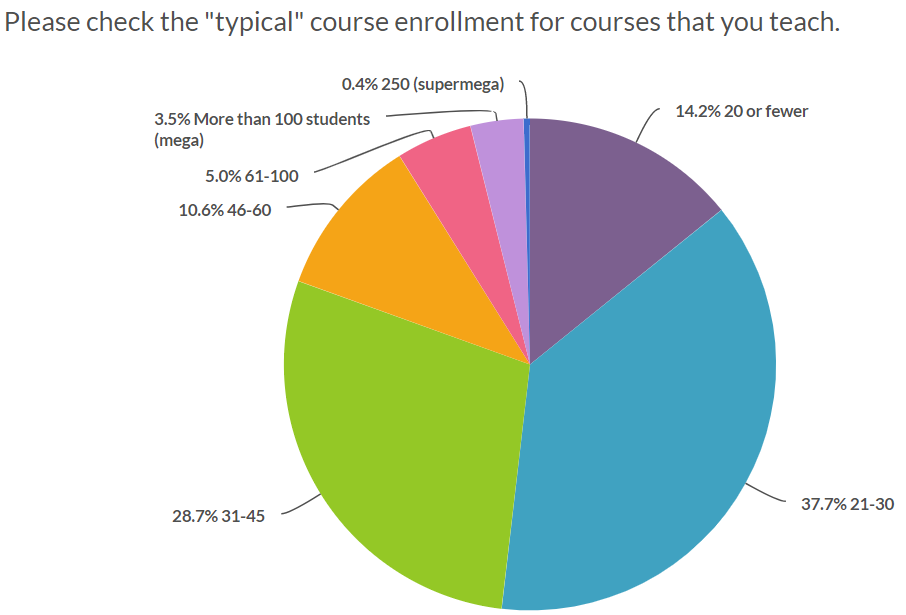 Please check the "typical" course enrollment for courses that you teach.
0.4% 250 (supermega)
14.2% 20 or fewer
3.5% More than 100 students
(mega)
5.0% 61-100
10.6% 46-60
37.7% 21-30
28.7% 31-45